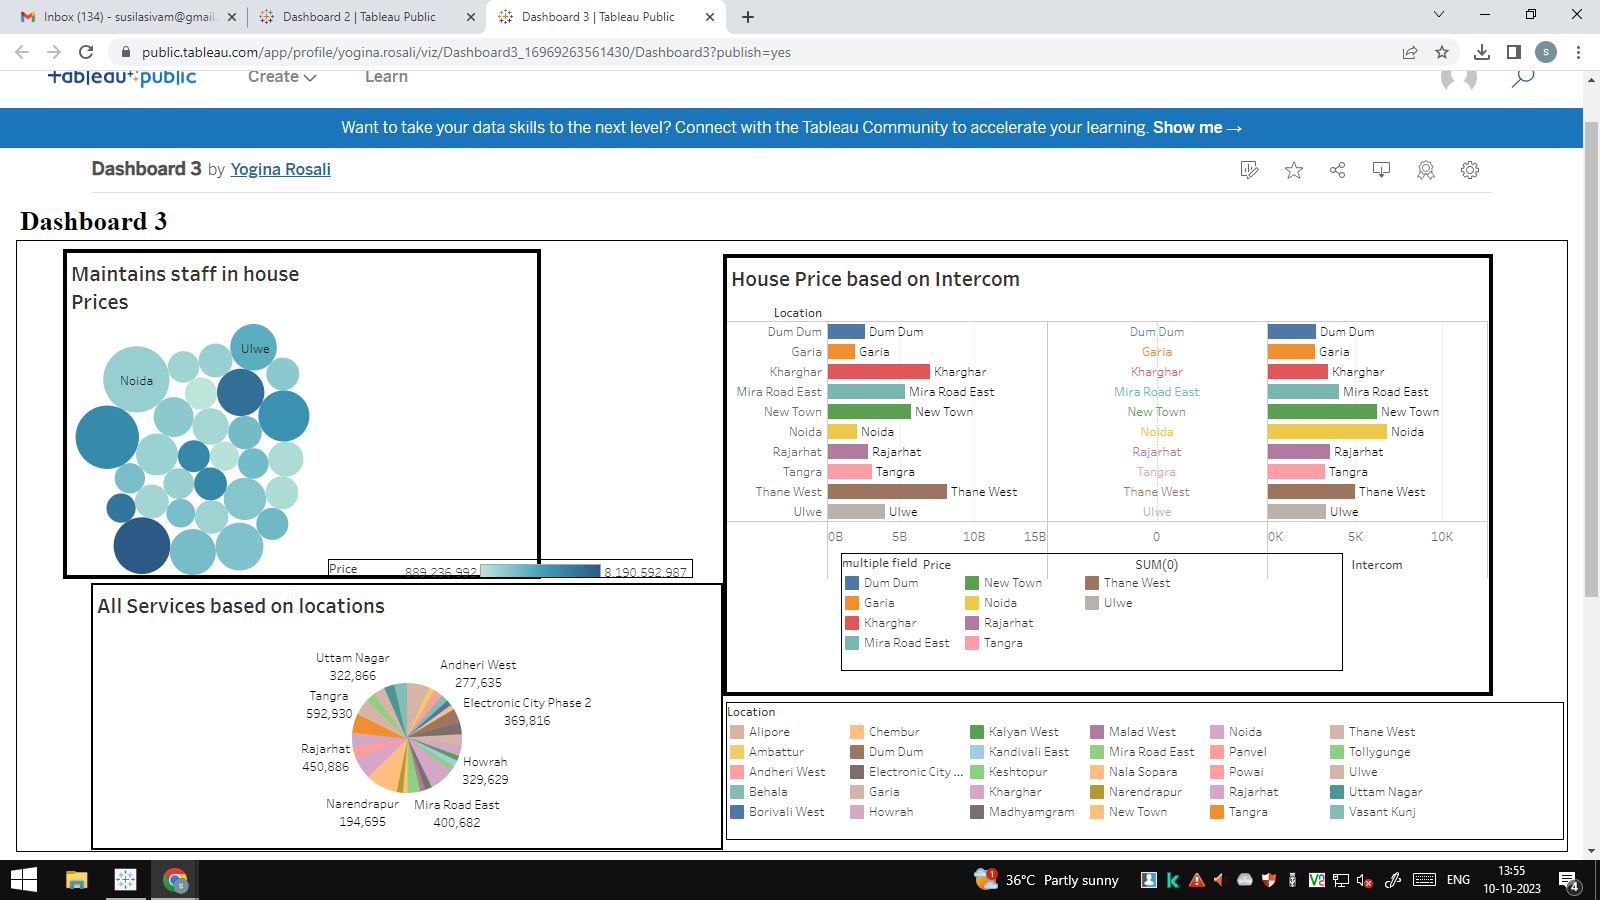 Inbox (134) - susilasivam@gmail.
Dashboard 2 | Tableau Public
Dashboard 3 | Tableau Public
public.tableau.com/app/profile/yogina.rosali/viz/Dashboard3_16969263561430/Dashboard3?publish=yes
S
tableau public
Create
Learn
Want to take your data skills to the next level? Connect with the Tableau Community to accelerate your learning. Show me →
Dashboard 3 by Yogina Rosali
Dashboard 3
Maintains staff in house
Prices
Ulwe
Noida
Price
889,236,992
8,190,592,987
House Price based on Intercom
Location
Dum Dum Dum Dum Dum Dum Dum Dum
Garia Garia Garia Garia
Kharghar Kharghar Kharghar Kharghar
Mira Road East Mira Road East Mira Road East Mira Road East
New Town New Town New Town New Town
Noida Noida Noida Noida
Rajarhat Rajarhat Rajarhat Rajarhat
Tangra Tangra Tangra Tangra
Thane West Thane West Thane West Thane West
Ulwe Ulwe Ulwe Ulwe
0B 5B 10B 15B 0 0K 5K 10K
multiple field Price SUM(0) Intercom
Dum Dum New Town Thane West
Garia Noida Ulwe
Kharghar Rajarhat
Mira Road East Tangra
All Services based on locations
Uttam Nagar
322,866
Andheri West
277,635
Tangra
592,930
Electronic City Phase 2
369,816
Rajarhat
450,886
Howrah
329,629
Narendrapur
194,695
Mira Road East
400,682
Location
Alipore Chembur Kalyan West Malad West Noida Thane West
Ambattur Dum Dum Kandivali East Mira Road East Panvel Tollygunge
Andheri West Electronic City ... Keshtopur Nala Sopara Powai Ulwe
Behala Garia Kharghar Narendrapur Rajarhat Uttam Nagar
Borivali West Howrah Madhyamgram New Town Tangra Vasant Kunj
1
36°C Partly sunny
ENG
13:55
10-10-2023
4